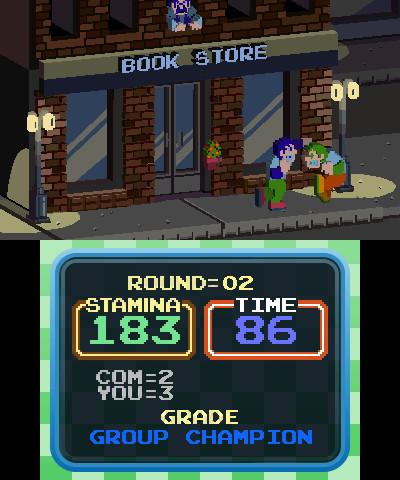 BOOK STORE
ROUND=02
STAMINA TIME
183 86
COM=2
YOU=3
GRADE
GROUP CHAMPION